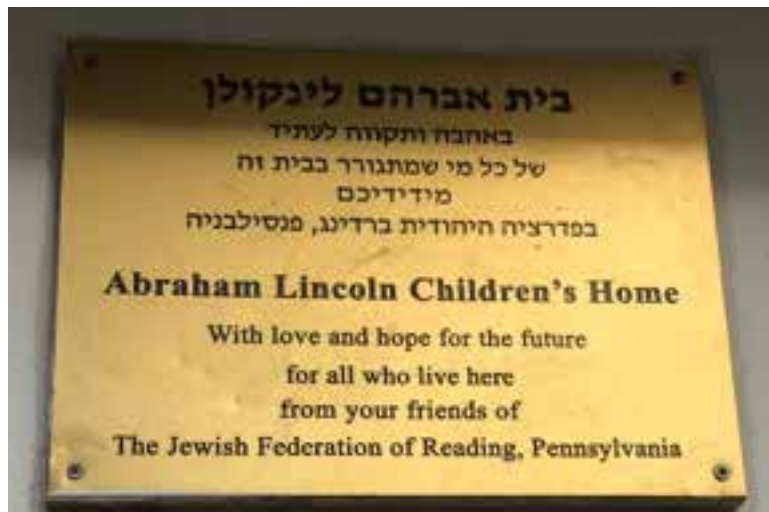 בית אברהם לינקולן
באהבה ותקווה לעתיד
של כל מי שמתגורר בבית זה
מידידיכם
בפדרציה היהודית ברדינג, פנסילבניה
Abraham Lincoln Children's Home
With love and hope for the future
for all who live here
from your friends of
The Jewish Federation of Reading, Pennsylvania